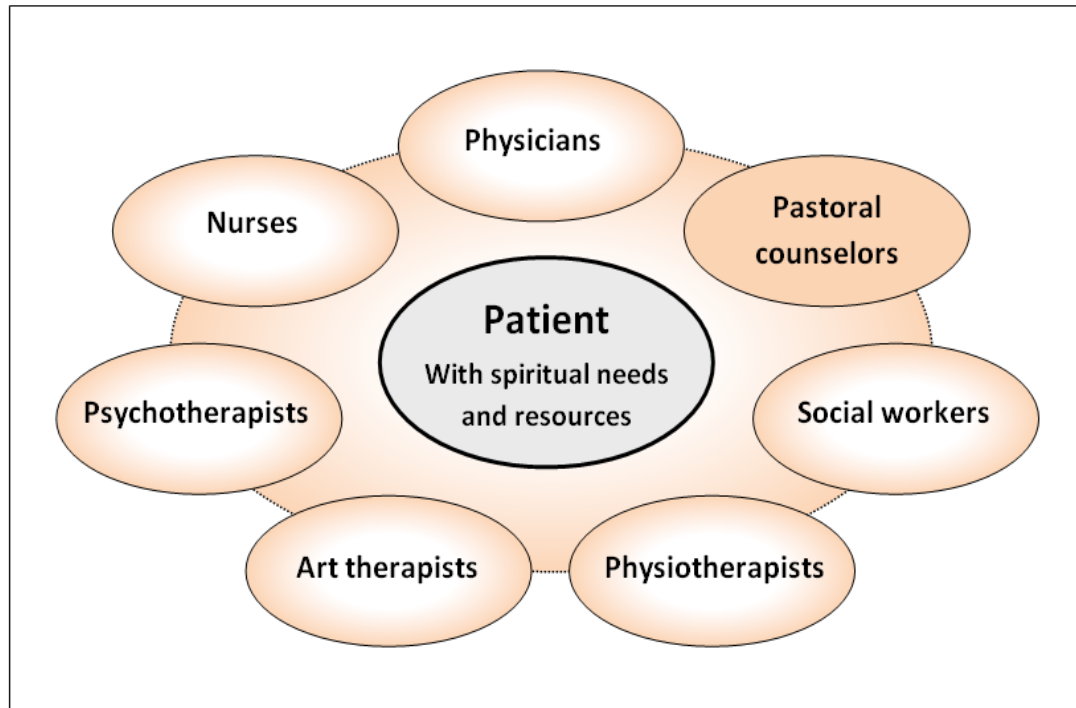 Physicians
Nurses
Pastoral
counselors
Patient
With spiritual needs
and resources
Psychotherapists
Social workers
Art therapists
Physiotherapists